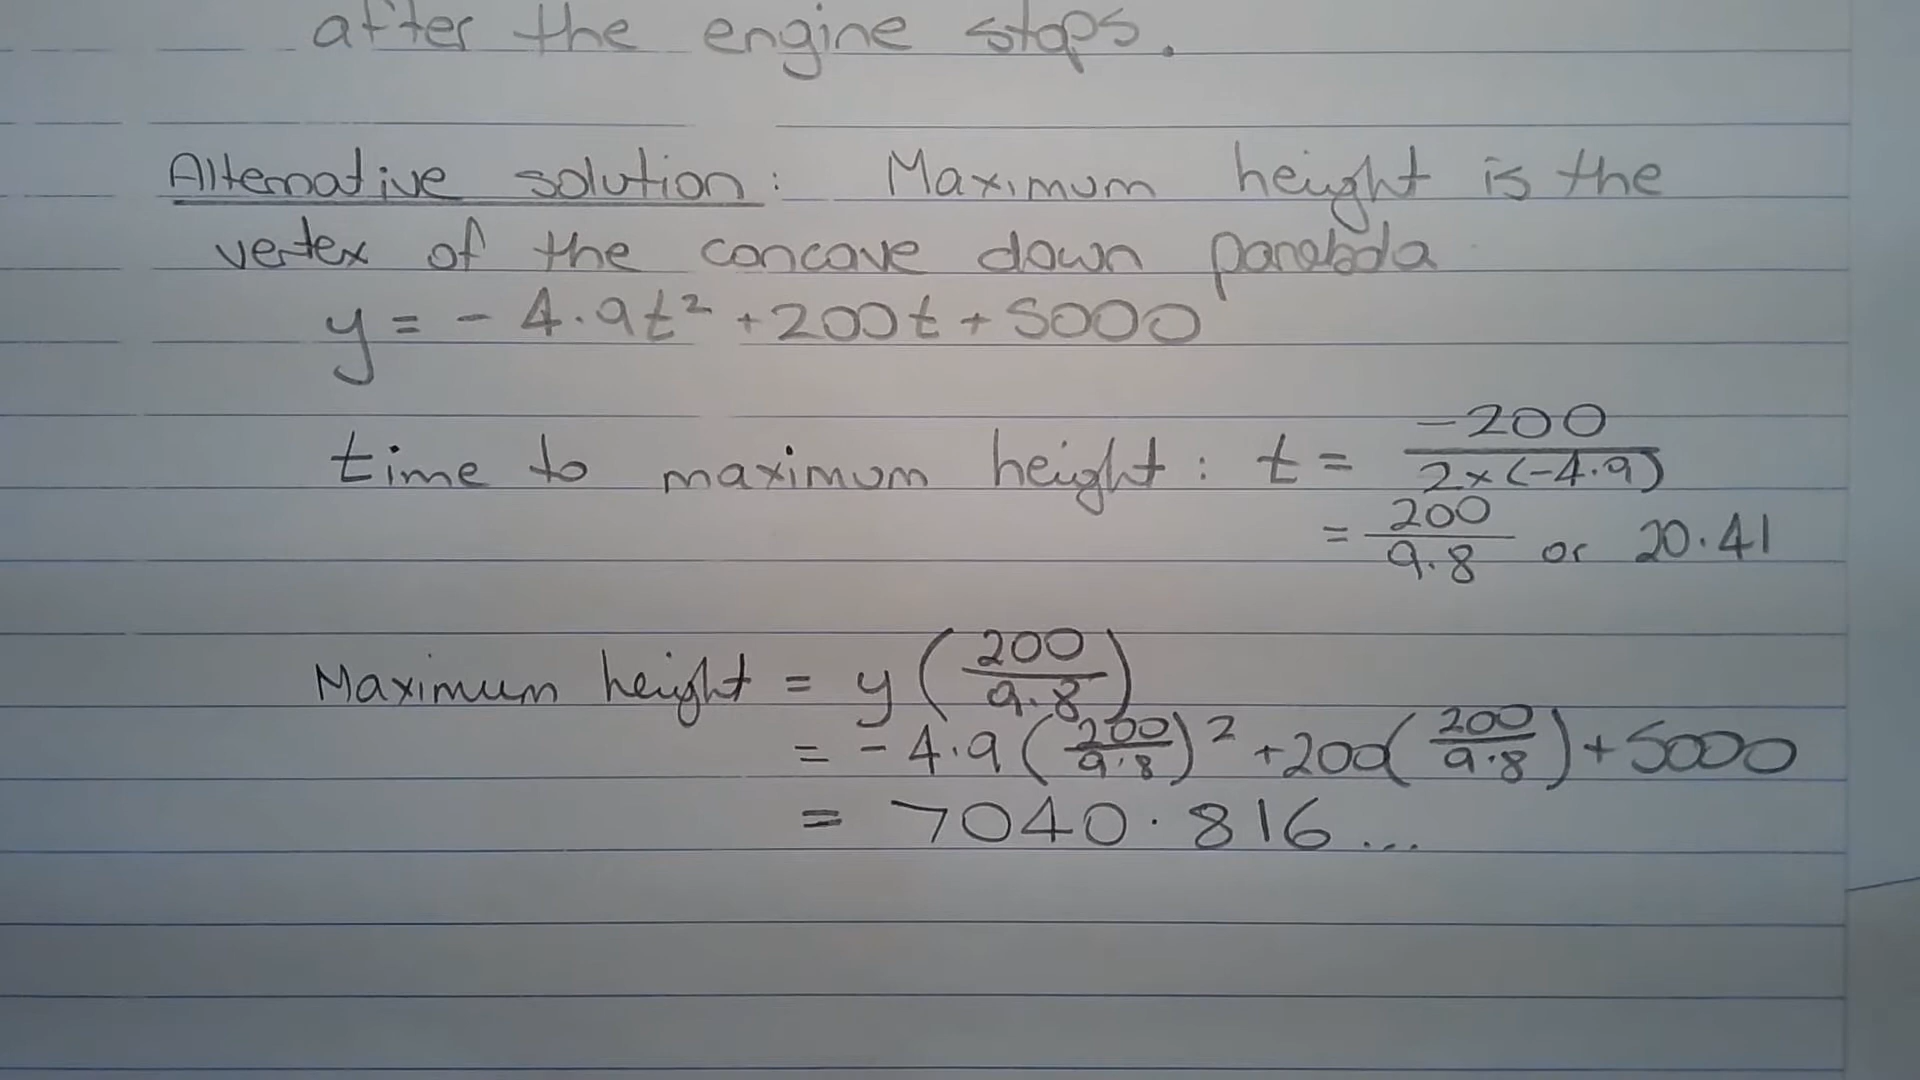 after the engine stops.
Alternative solution: Maximum height is the
vertex of the concave down parabola
y = - 4.9t² + 200t + 5000
time to maximum height: t = -200 / 2×(-4.9)
= 200/9.8 or 20.41
Maximum height = y(200/9.8)
= -4.9(200/9.8)² + 200(200/9.8) + 5000
= 7040.816...